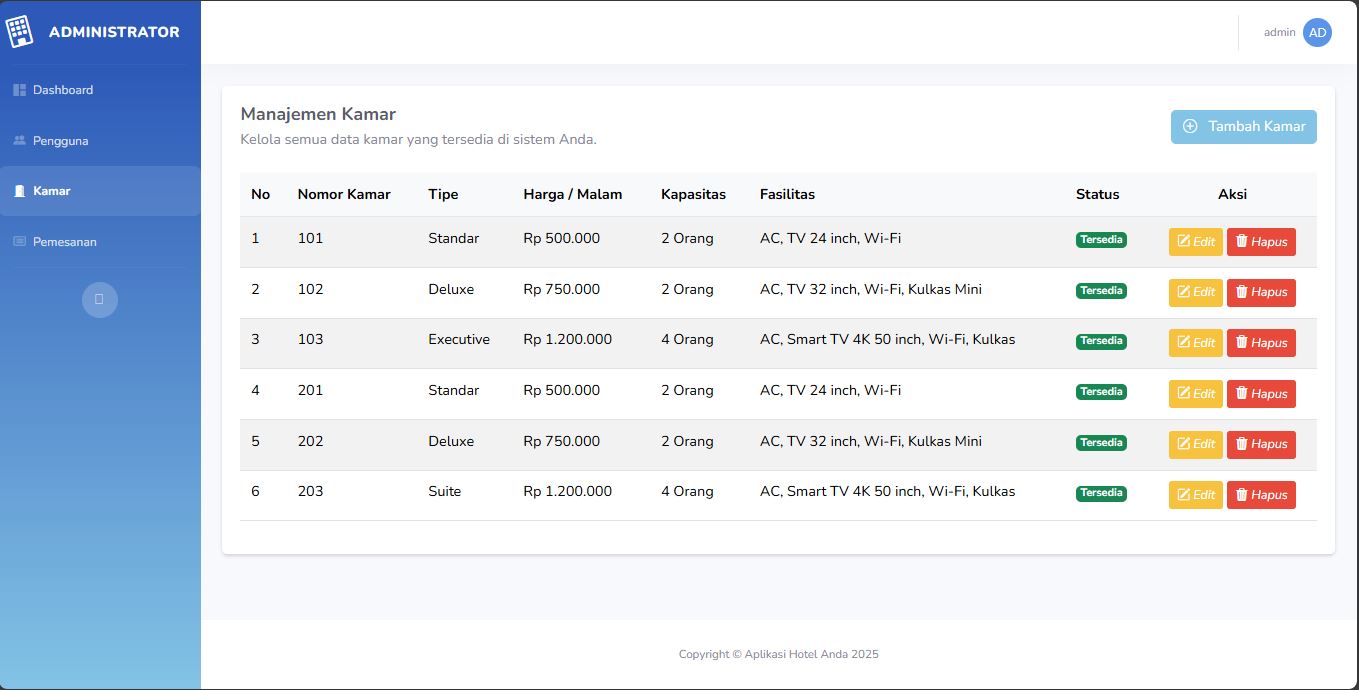 ADMINISTRATOR
admin AD
Dashboard
Pengguna
Kamar
Pemesanan
Manajemen Kamar
Kelola semua data kamar yang tersedia di sistem Anda.
Tambah Kamar
No Nomor Kamar Tipe Harga / Malam Kapasitas Fasilitas Status Aksi
1 101 Standar Rp 500.000 2 Orang AC, TV 24 inch, Wi-Fi Tersedia Edit Hapus
2 102 Deluxe Rp 750.000 2 Orang AC, TV 32 inch, Wi-Fi, Kulkas Mini Tersedia Edit Hapus
3 103 Executive Rp 1.200.000 4 Orang AC, Smart TV 4K 50 inch, Wi-Fi, Kulkas Tersedia Edit Hapus
4 201 Standar Rp 500.000 2 Orang AC, TV 24 inch, Wi-Fi Tersedia Edit Hapus
5 202 Deluxe Rp 750.000 2 Orang AC, TV 32 inch, Wi-Fi, Kulkas Mini Tersedia Edit Hapus
6 203 Suite Rp 1.200.000 4 Orang AC, Smart TV 4K 50 inch, Wi-Fi, Kulkas Tersedia Edit Hapus
Copyright © Aplikasi Hotel Anda 2025